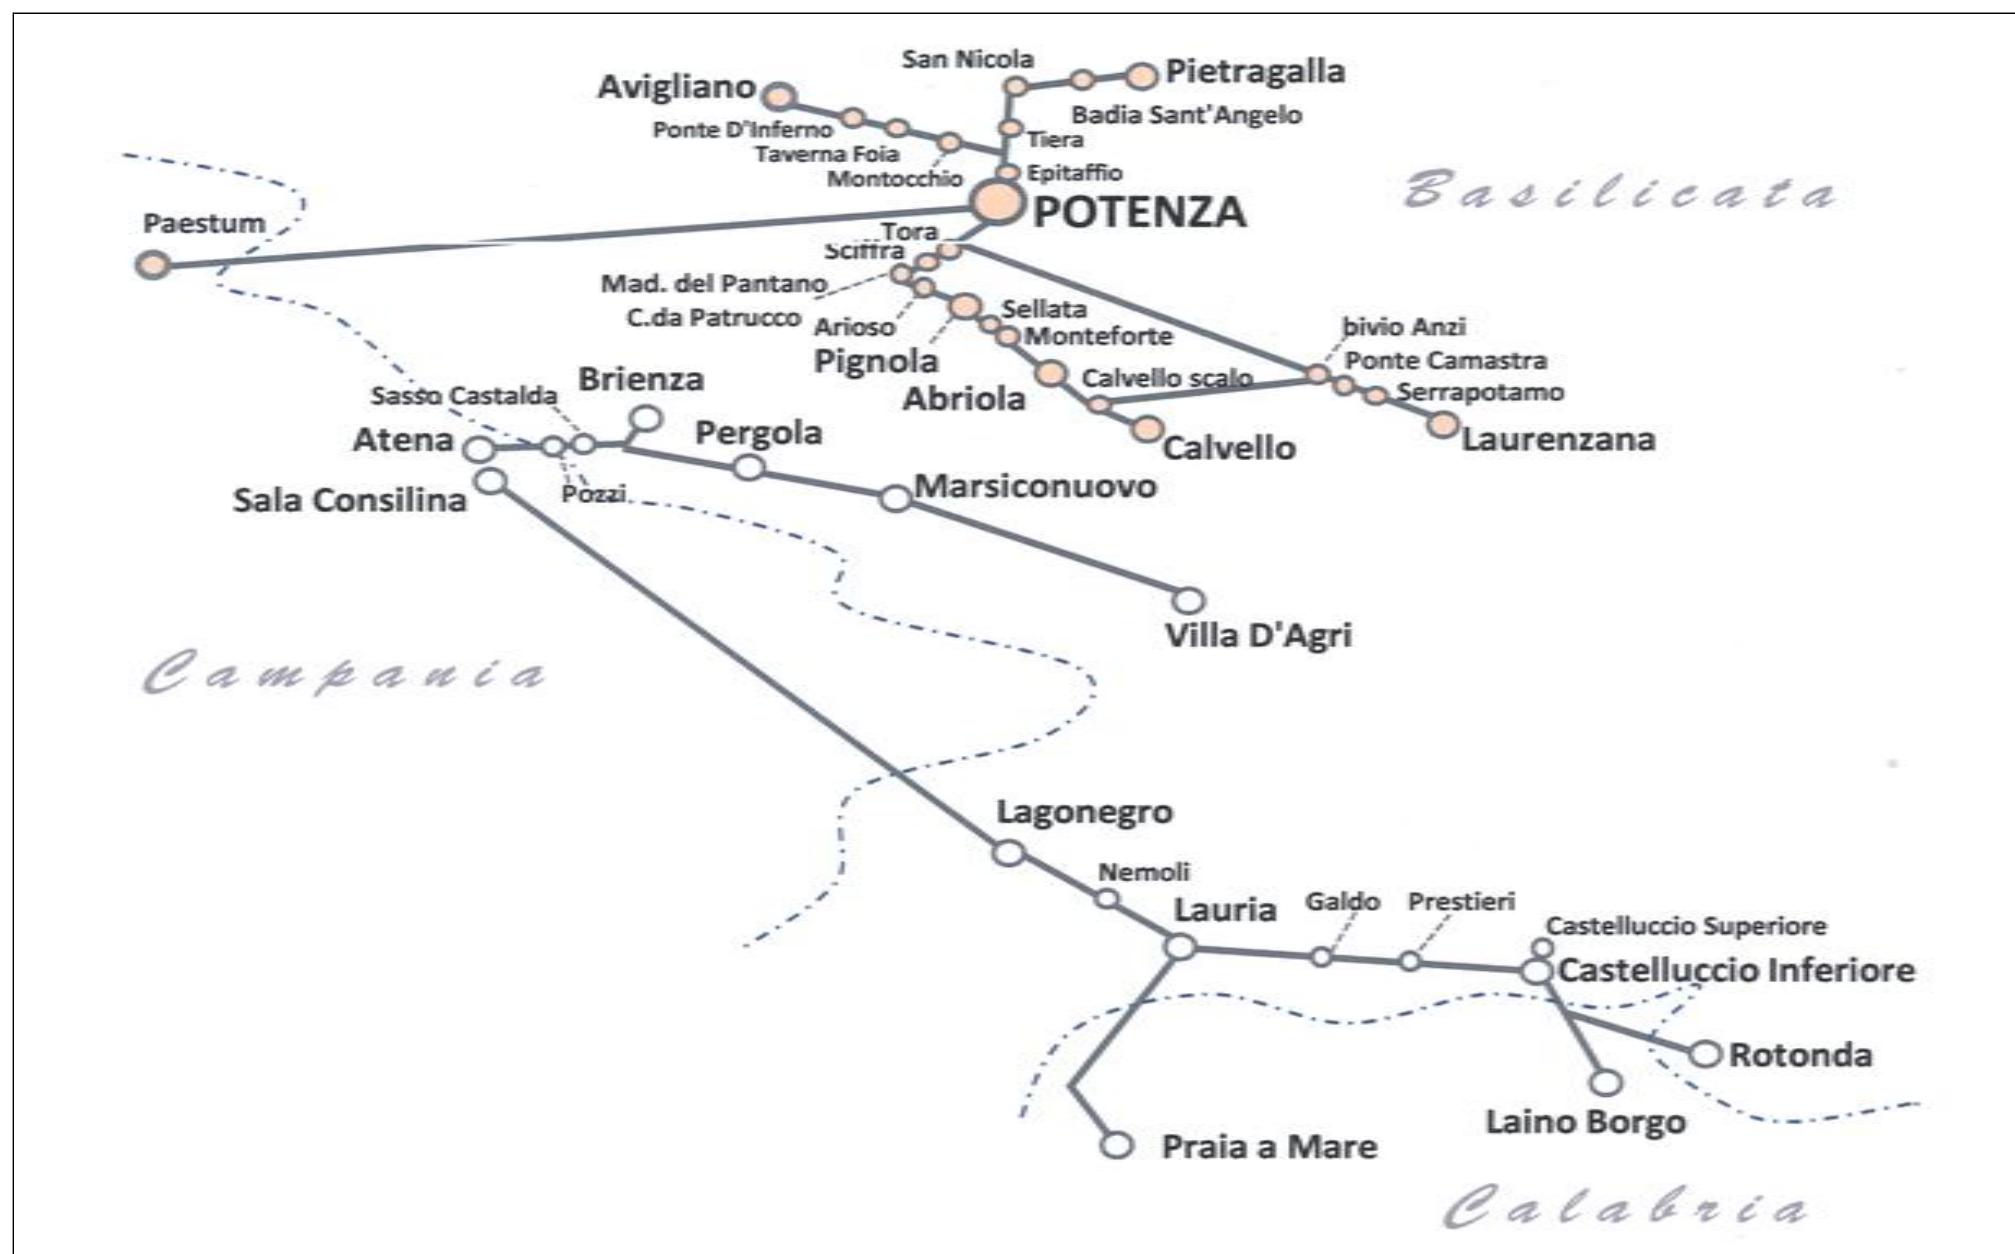 San Nicola
Pietragalla
Avigliano
Badia Sant'Angelo
Ponte D'Inferno
Tiera
Taverna Foia
Montocchio
Epitaffio
Basilicata
POTENZA
Paestum
Tora
Sciffra
Mad. del Pantano
C.da Patrucco
Arioso
Sellata
bivio Anzi
Monteforte
Pignola
Ponte Camastra
Brienza
Calvello scalo
Serrapotamo
Sasso Castalda
Abriola
Atena
Pergola
Calvello
Laurenzana
Sala Consilina
Pozzi
Marsiconuovo
Villa D'Agri
Campania
Lagonegro
Nemoli
Lauria
Galdo
Prestieri
Castelluccio Superiore
Castelluccio Inferiore
Rotonda
Laino Borgo
Praia a Mare
Calabria